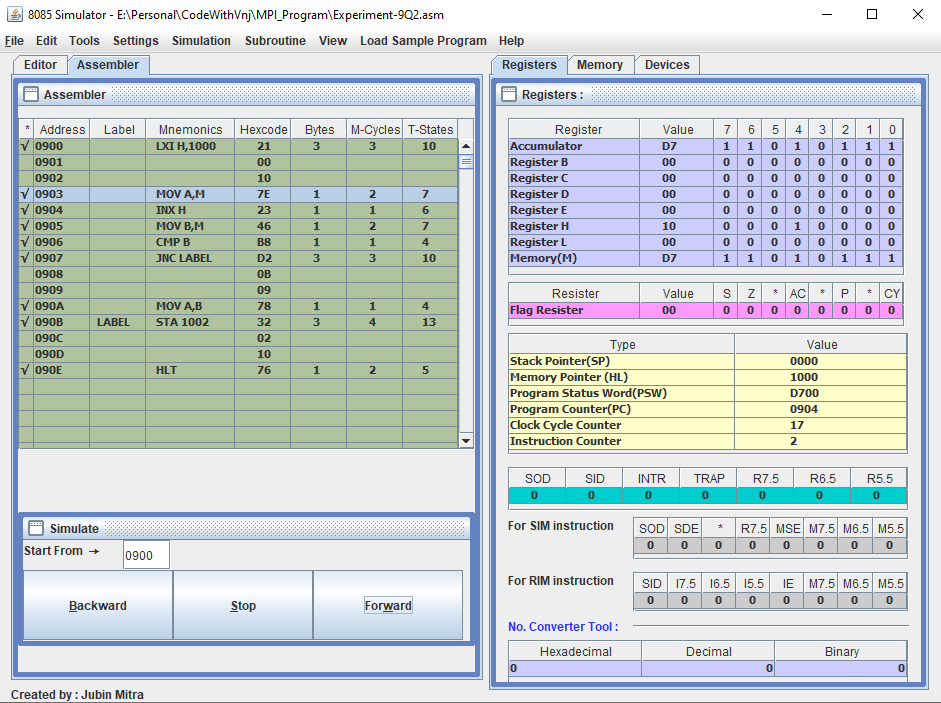 8085 Simulator - E:\Personal\CodeWithVnj\MPI_Program\Experiment-9Q2.asm
File Edit Tools Settings Simulation Subroutine View Load Sample Program Help
Editor Assembler
Assembler
* Address Label Mnemonics Hexcode Bytes M-Cycles T-States
√ 0900 LXI H,1000 21 3 3 10
0901 00
0902 10
√ 0903 MOV A,M 7E 1 2 7
√ 0904 INX H 23 1 1 6
√ 0905 MOV B,M 46 1 2 7
√ 0906 CMP B B8 1 1 4
√ 0907 JNC LABEL D2 3 3 10
0908 0B
0909 09
√ 090A MOV A,B 78 1 1 4
√ 090B LABEL STA 1002 32 3 4 13
090C 02
090D 10
√ 090E HLT 76 1 2 5
Simulate
Start From → 0900
Backward Stop Forward
Created by : Jubin Mitra
Registers Memory Devices
Registers :
Register Value 7 6 5 4 3 2 1 0
Accumulator D7 1 1 0 1 0 1 1 1
Register B 00 0 0 0 0 0 0 0 0
Register C 00 0 0 0 0 0 0 0 0
Register D 00 0 0 0 0 0 0 0 0
Register E 00 0 0 0 0 0 0 0 0
Register H 10 0 0 0 1 0 0 0 0
Register L 00 0 0 0 0 0 0 0 0
Memory(M) D7 1 1 0 1 0 1 1 1
Resister Value S Z * AC * P * CY
Flag Resister 00 0 0 0 0 0 0 0 0
Type Value
Stack Pointer(SP) 0000
Memory Pointer (HL) 1000
Program Status Word(PSW) D700
Program Counter(PC) 0904
Clock Cycle Counter 17
Instruction Counter 2
SOD SID INTR TRAP R7.5 R6.5 R5.5
0 0 0 0 0 0 0
For SIM instruction SOD SDE * R7.5 MSE M7.5 M6.5 M5.5
0 0 0 0 0 0 0 0
For RIM instruction SID I7.5 I6.5 I5.5 IE M7.5 M6.5 M5.5
0 0 0 0 0 0 0 0
No. Converter Tool :
Hexadecimal Decimal Binary
0 0 0